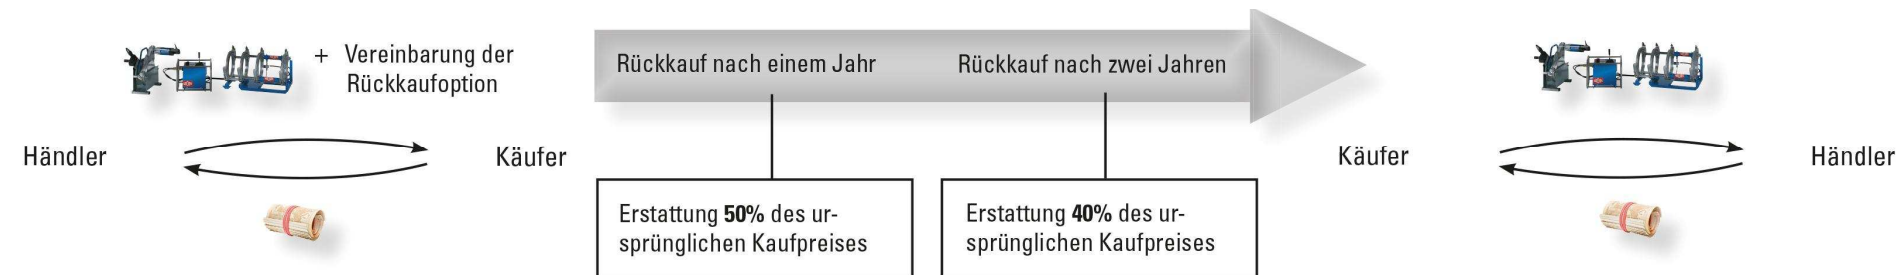 + Vereinbarung der
Rückkaufoption
Händler
Käufer
Rückkauf nach einem Jahr
Rückkauf nach zwei Jahren
Erstattung 50% des ur-
sprünglichen Kaufpreises
Erstattung 40% des ur-
sprünglichen Kaufpreises
Käufer
Händler